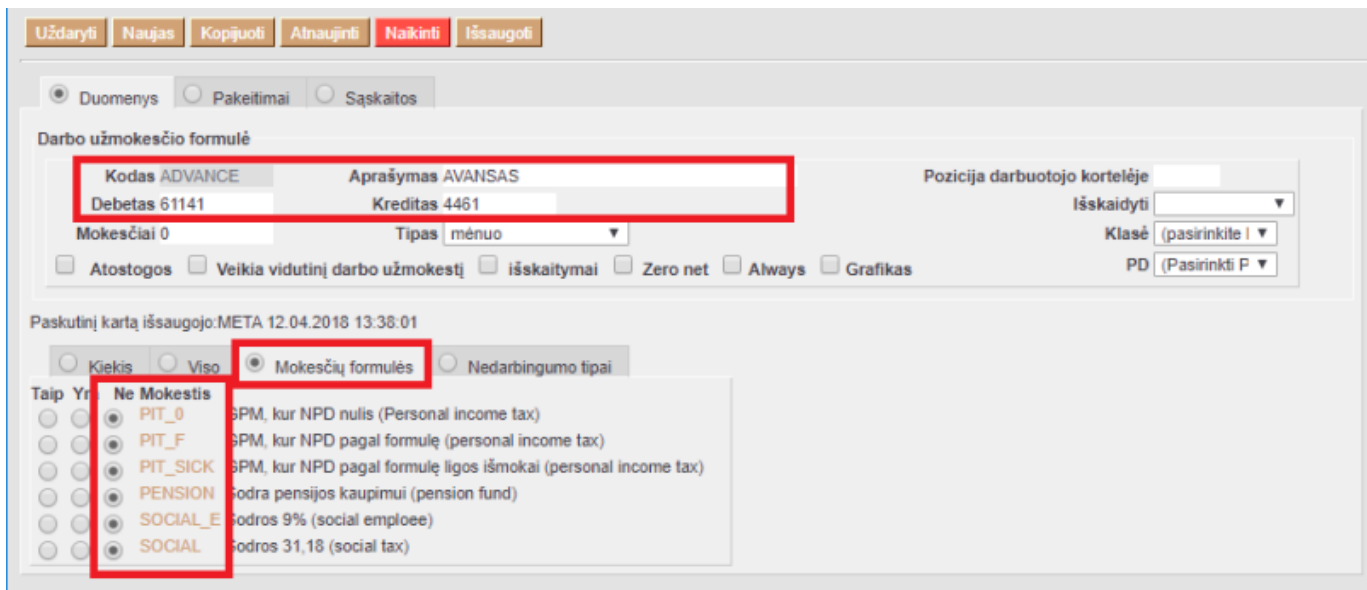 Uždaryti Naujas Kopijuoti Atnaujinti Naikinti Išsaugoti
Duomenys Pakeitimai Sąskaitos
Darbo užmokesčio formulė
Kodas ADVANCE Aprašymas AVANSAS Pozicija darbuotojo kortelėje
Debetas 61141 Kreditas 4461 Išskaidyti
Mokesčiai 0 Tipas mėnuo Klasė (pasirinkite
Atostogos Veikia vidutinį darbo užmokestį išskaitymai Zero net Always Grafikas PD (Pasirinkti P
Paskutinį kartą išsaugojo:META 12.04.2018 13:38:01
Kiekis Viso Mokesčių formulės Nedarbingumo tipai
Taip Ne Mokestis
PIT_0 GPM, kur NPD nulis (Personal income tax)
PIT_F GPM, kur NPD pagal formulę (personal income tax)
PIT_SICK GPM, kur NPD pagal formulę ligos išmokai (personal income tax)
PENSION Sodra pensijos kaupimui (pension fund)
SOCIAL_E Sodros 9% (social emploee)
SOCIAL Sodros 31,18 (social tax)